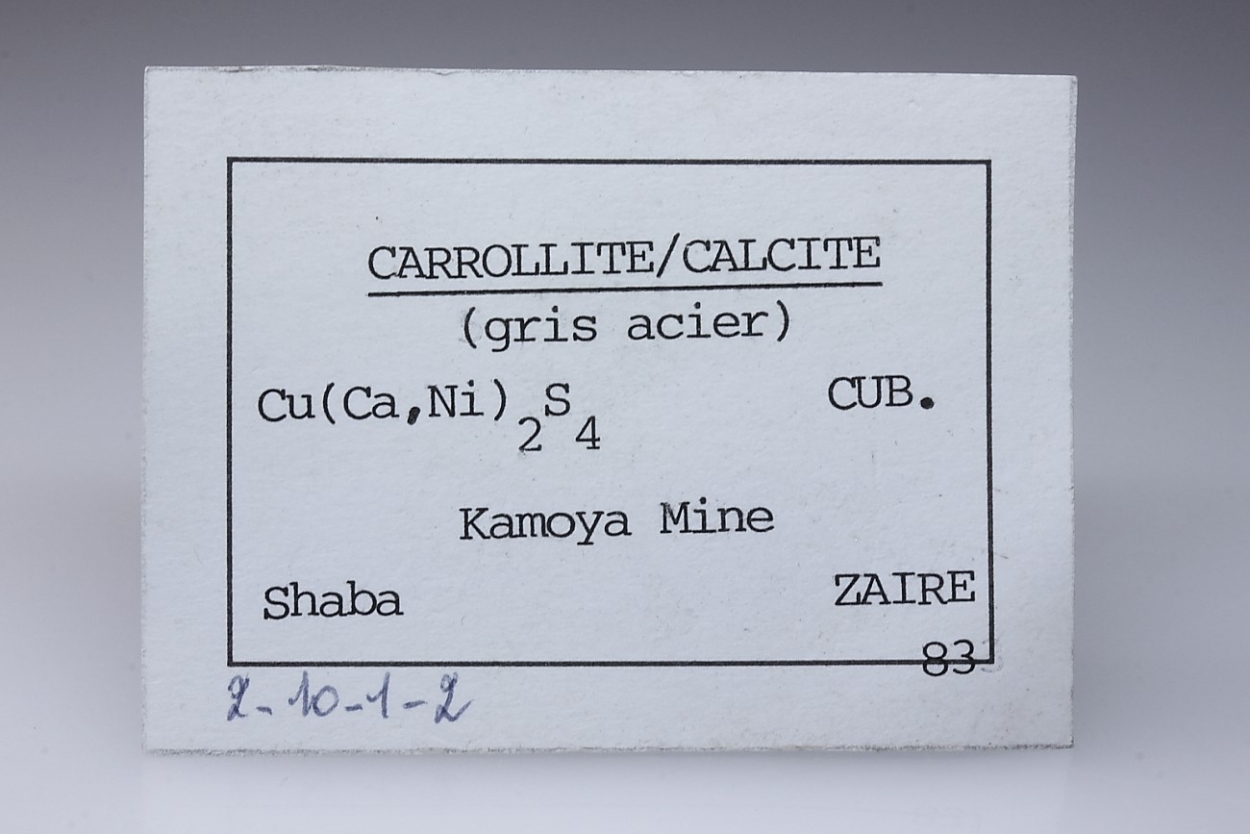 CARROLLITE/CALCITE
(gris acier)
Cu(Ca,Ni)₂S₄ CUB.
Kamoya Mine
Shaba ZAIRE
83
2-10-1-2